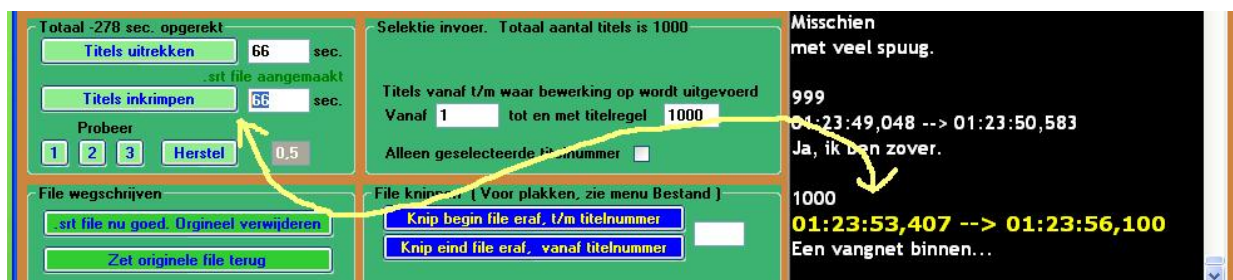 Totaal -278 sec. opgerekt
Titels uitrekken 66 sec.
.srt file aangemaakt
Titels inkrimpen 66 sec.
Probeer
1 2 3 Herstel 0,5
File wegschrijven
.srt file nu goed. Orgineel verwijderen
Zet originele file terug
Selektie invoer. Totaal aantal titels is 1000
Titels vanaf t/m waar bewerking op wordt uitgevoerd
Vanaf 1 tot en met titelregel 1000
Alleen geselecteerde titelnummer
File knippen ( Voor plakken, zie menu Bestand )
Knip begin file eraf, t/m titelnummer
Knip eind file eraf, vanaf titelnummer
Misschien
met veel spuug.
999
01:23:49,048 --> 01:23:50,583
Ja, ik ben zover.
1000
01:23:53,407 --> 01:23:56,100
Een vangnet binnen...